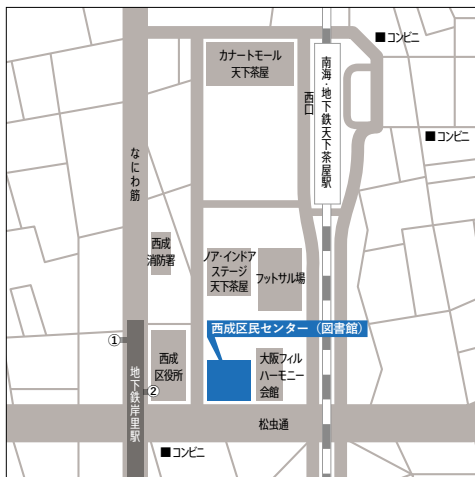 ■コンビニ
カナートモール
天下茶屋
西口
南海・地下鉄天下茶屋駅
■コンビニ
なにわ筋
西成
消防署
ノア・インドア
ステージ
天下茶屋
フットサル場
西成区民センター（図書館）
①
西成
区役所
大阪フィル
ハーモニー
会館
②
地下鉄岸里駅
松虫通
■コンビニ